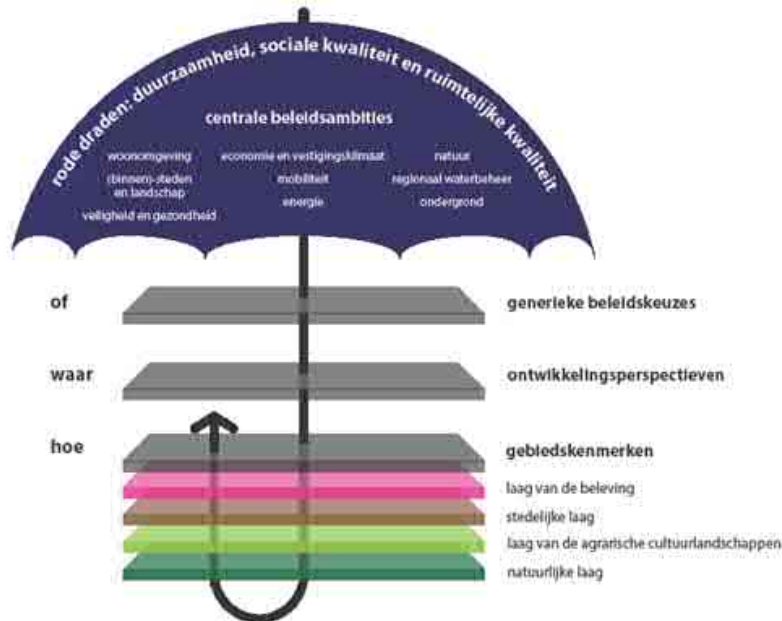 rode draden: duurzaamheid, sociale kwaliteit en ruimtelijke kwaliteit
centrale beleidsambities
woonomgeving
(binnen)-steden
en landschap
veiligheid en gezondheid
economie en vestigingsklimaat
mobiliteit
energie
natuur
regionaal waterbeheer
ondergrond
of
generieke beleidskeuzes
waar
ontwikkelingsperspectieven
hoe
gebiedskenmerken
laag van de beleving
stedelijke laag
laag van de agrarische cultuurlandschappen
natuurlijke laag